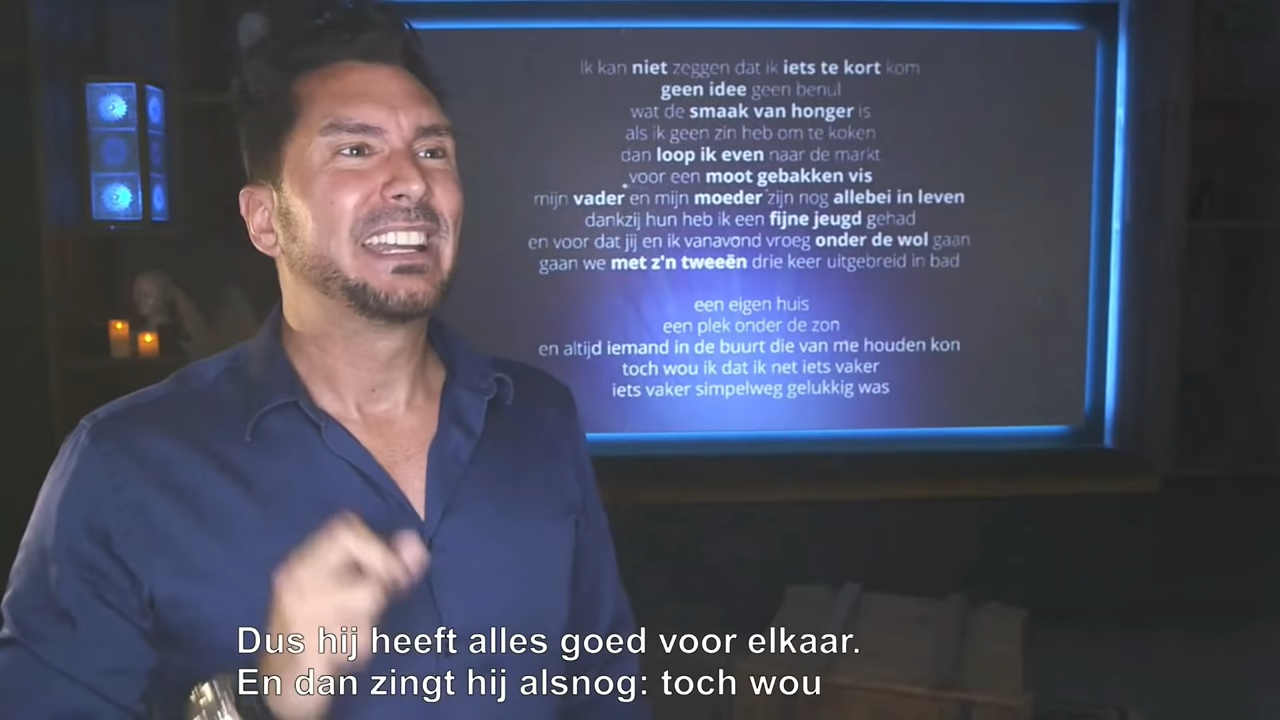 Ik kan niet zeggen dat ik iets te kort kom
geen idee geen benul
wat de smaak van honger is
als ik geen zin heb om te koken
dan loop ik even naar de markt
voor een moot gebakken vis
mijn vader en mijn moeder zijn nog allebei in leven
dankzij hun heb ik een fijne jeugd gehad
en voor dat jij en ik vanavond vroeg onder de wol gaan
gaan we met z'n tweeën drie keer uitgebreid in bad
een eigen huis
een plek onder de zon
en altijd iemand in de buurt die van me houden kon
toch wou ik dat ik net iets vaker
iets vaker simpelweg gelukkig was
Dus hij heeft alles goed voor elkaar.
En dan zingt hij alsnog: toch wou